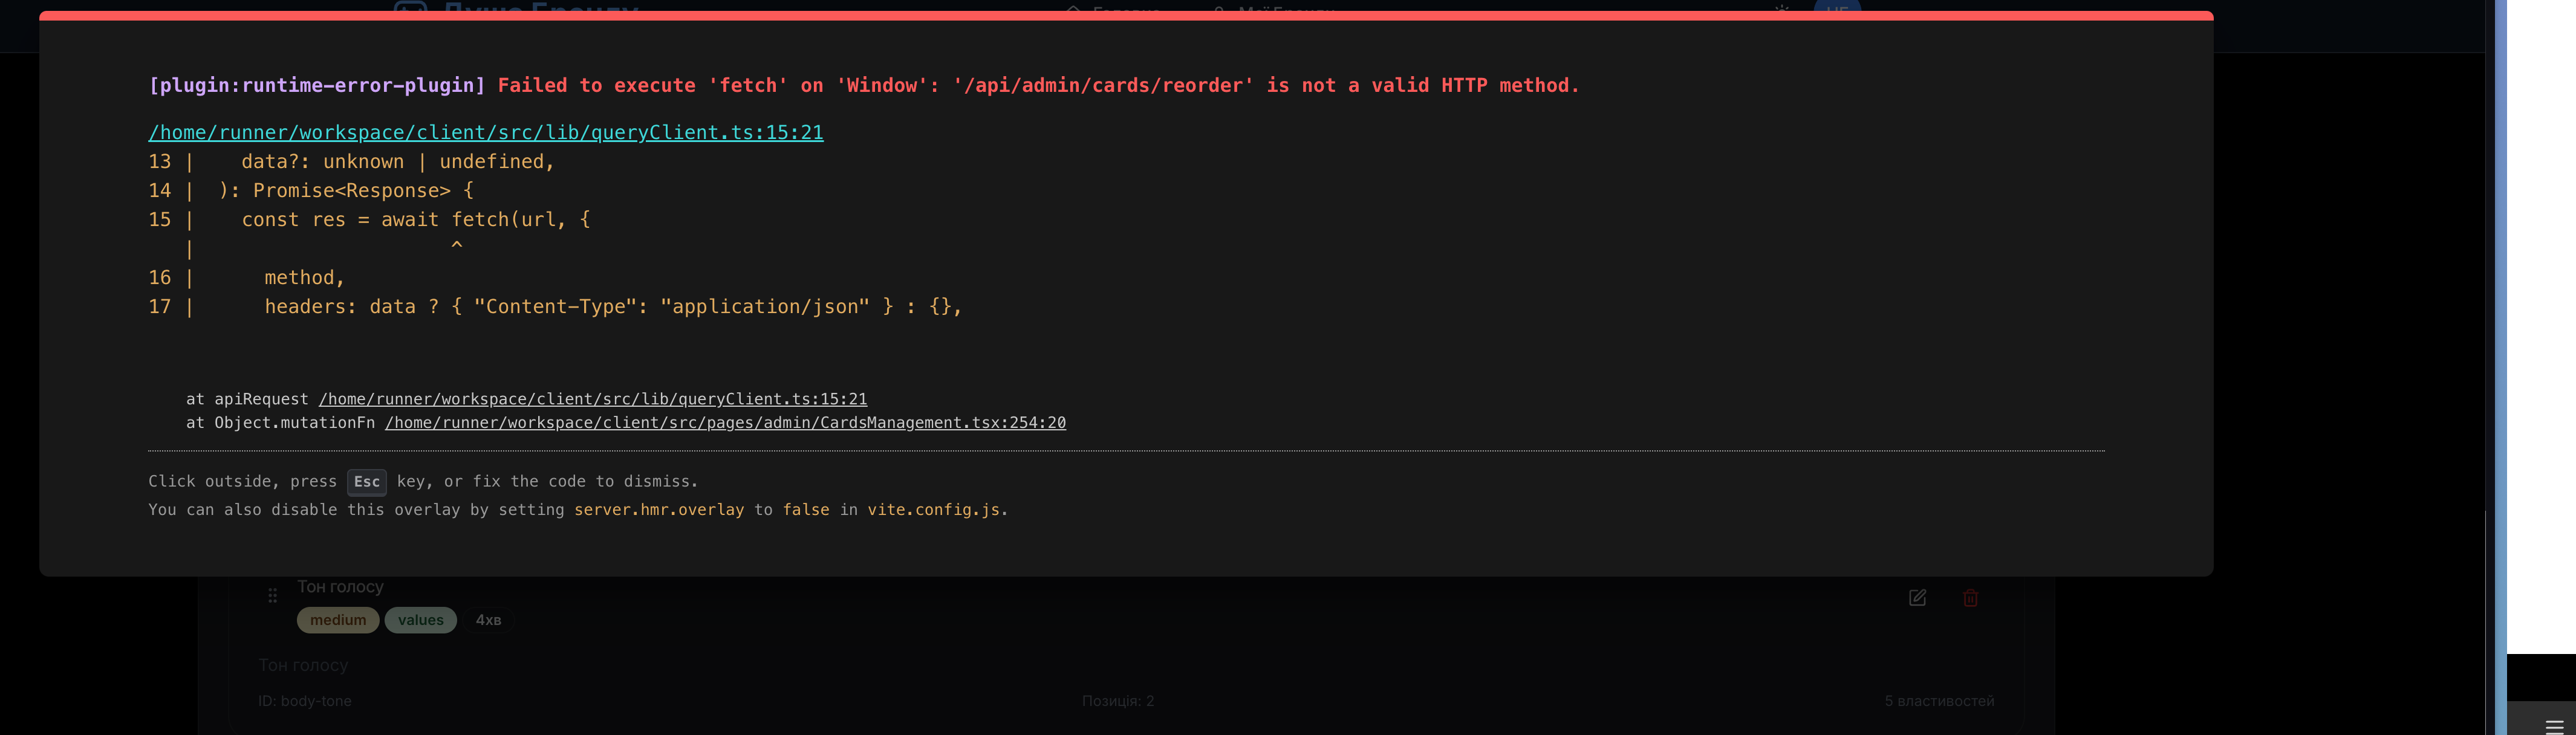 Душа Бренду
Головна
Мої Бренди
[plugin:runtime-error-plugin] Failed to execute 'fetch' on 'Window': '/api/admin/cards/reorder' is not a valid HTTP method.
/home/runner/workspace/client/src/lib/queryClient.ts:15:21
13 |    data?: unknown | undefined,
14 |  ): Promise<Response> {
15 |    const res = await fetch(url, {
   |                      ^
16 |      method,
17 |      headers: data ? { "Content-Type": "application/json" } : {},
at apiRequest /home/runner/workspace/client/src/lib/queryClient.ts:15:21
at Object.mutationFn /home/runner/workspace/client/src/pages/admin/CardsManagement.tsx:254:20
Click outside, press Esc key, or fix the code to dismiss.
You can also disable this overlay by setting server.hmr.overlay to false in vite.config.js.
Тон голосу
medium values 4хв
Тон голосу
ID: body-tone Позиція: 2 5 властивостей